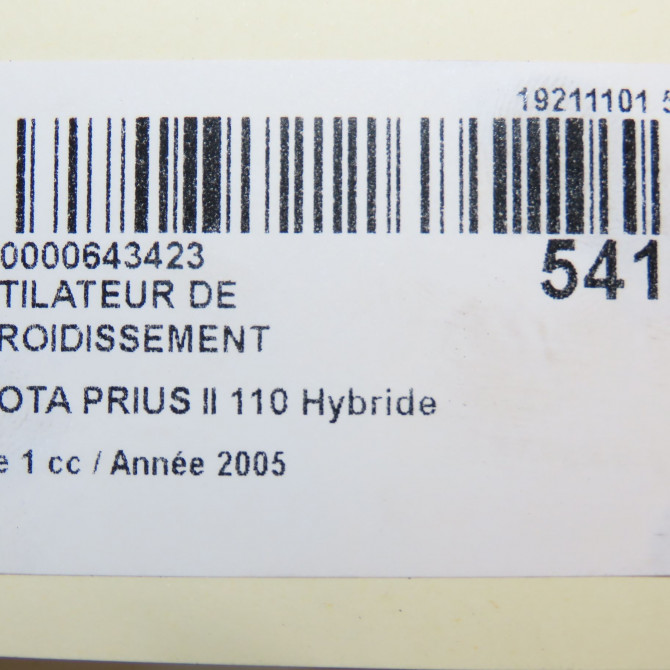 19211101 5
0000643423
541
TILATEUR DE
ROIDISSEMENT
OTA PRIUS II 110 Hybride
e 1 cc / Année 2005